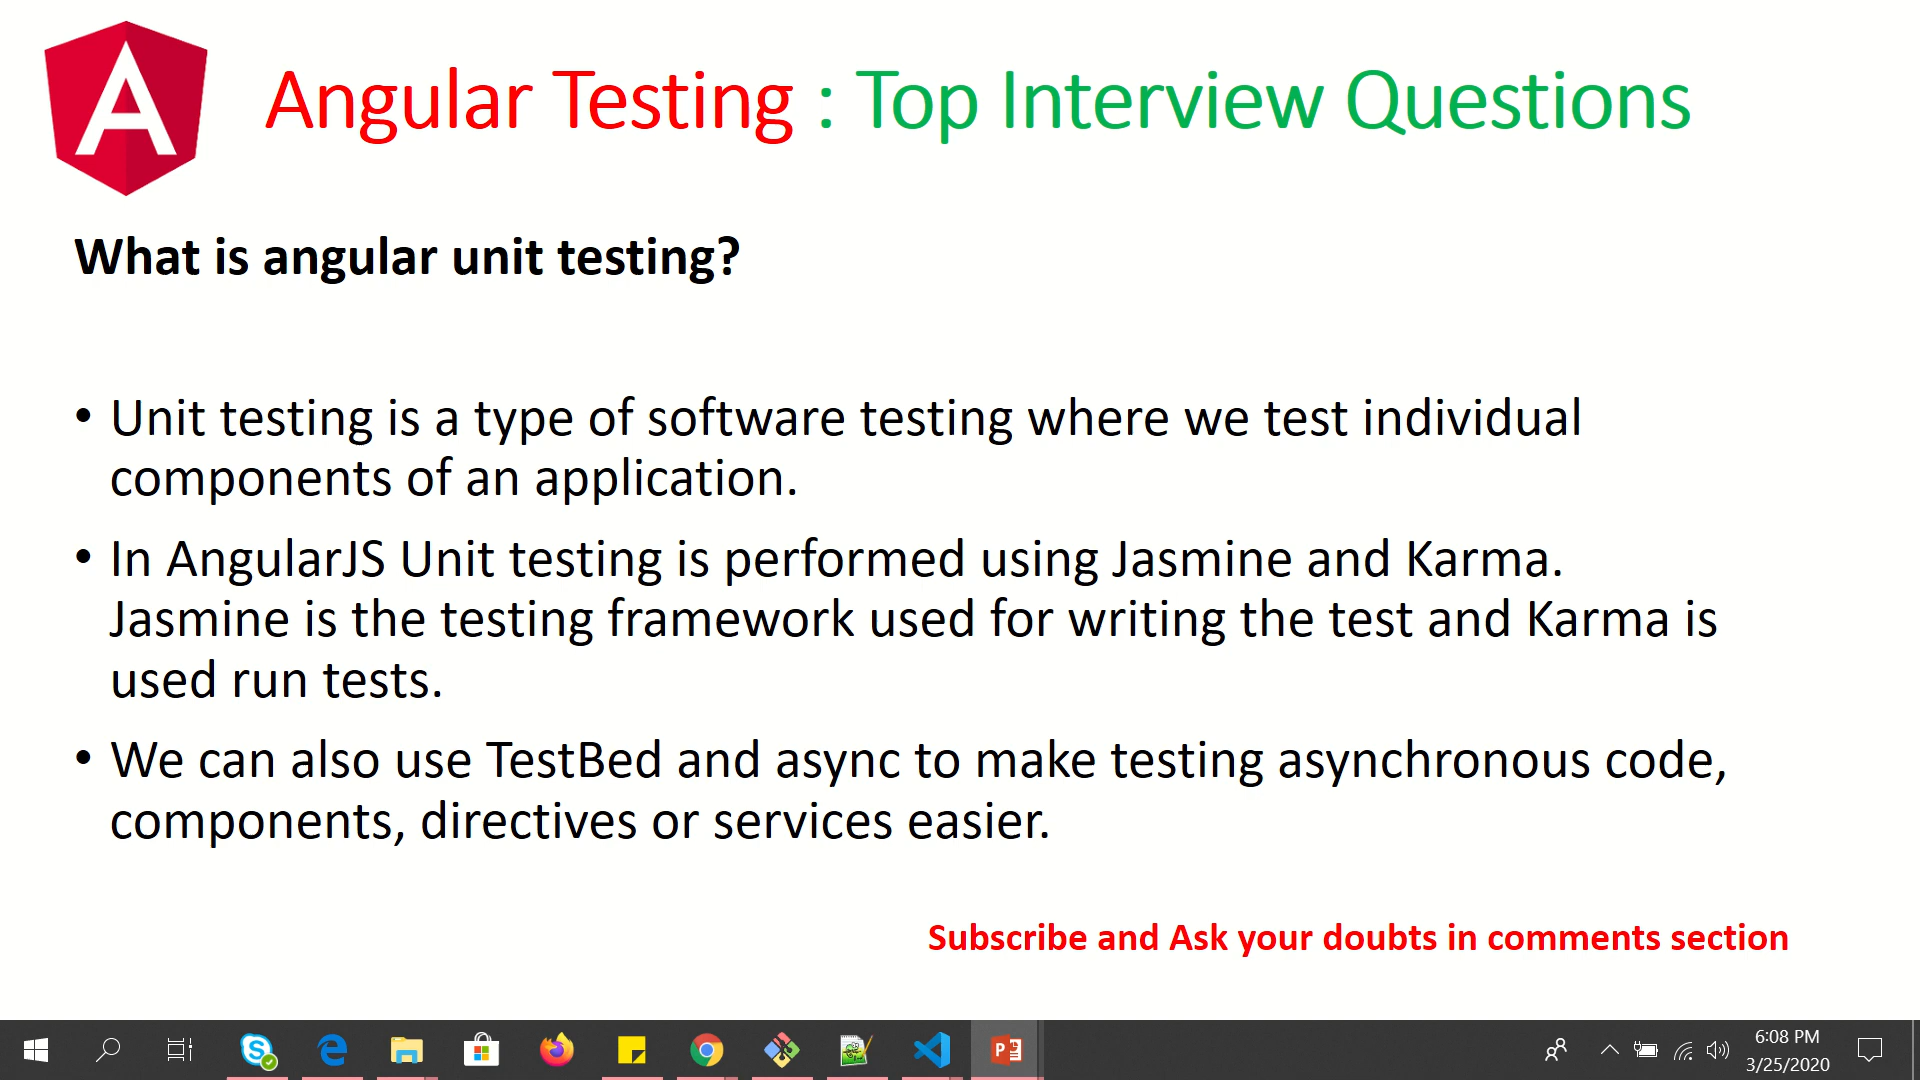 A
Angular Testing : Top Interview Questions
What is angular unit testing?
• Unit testing is a type of software testing where we test individual
components of an application.
• In AngularJS Unit testing is performed using Jasmine and Karma.
Jasmine is the testing framework used for writing the test and Karma is
used run tests.
• We can also use TestBed and async to make testing asynchronous code,
components, directives or services easier.
Subscribe and Ask your doubts in comments section
6:08 PM
3/25/2020